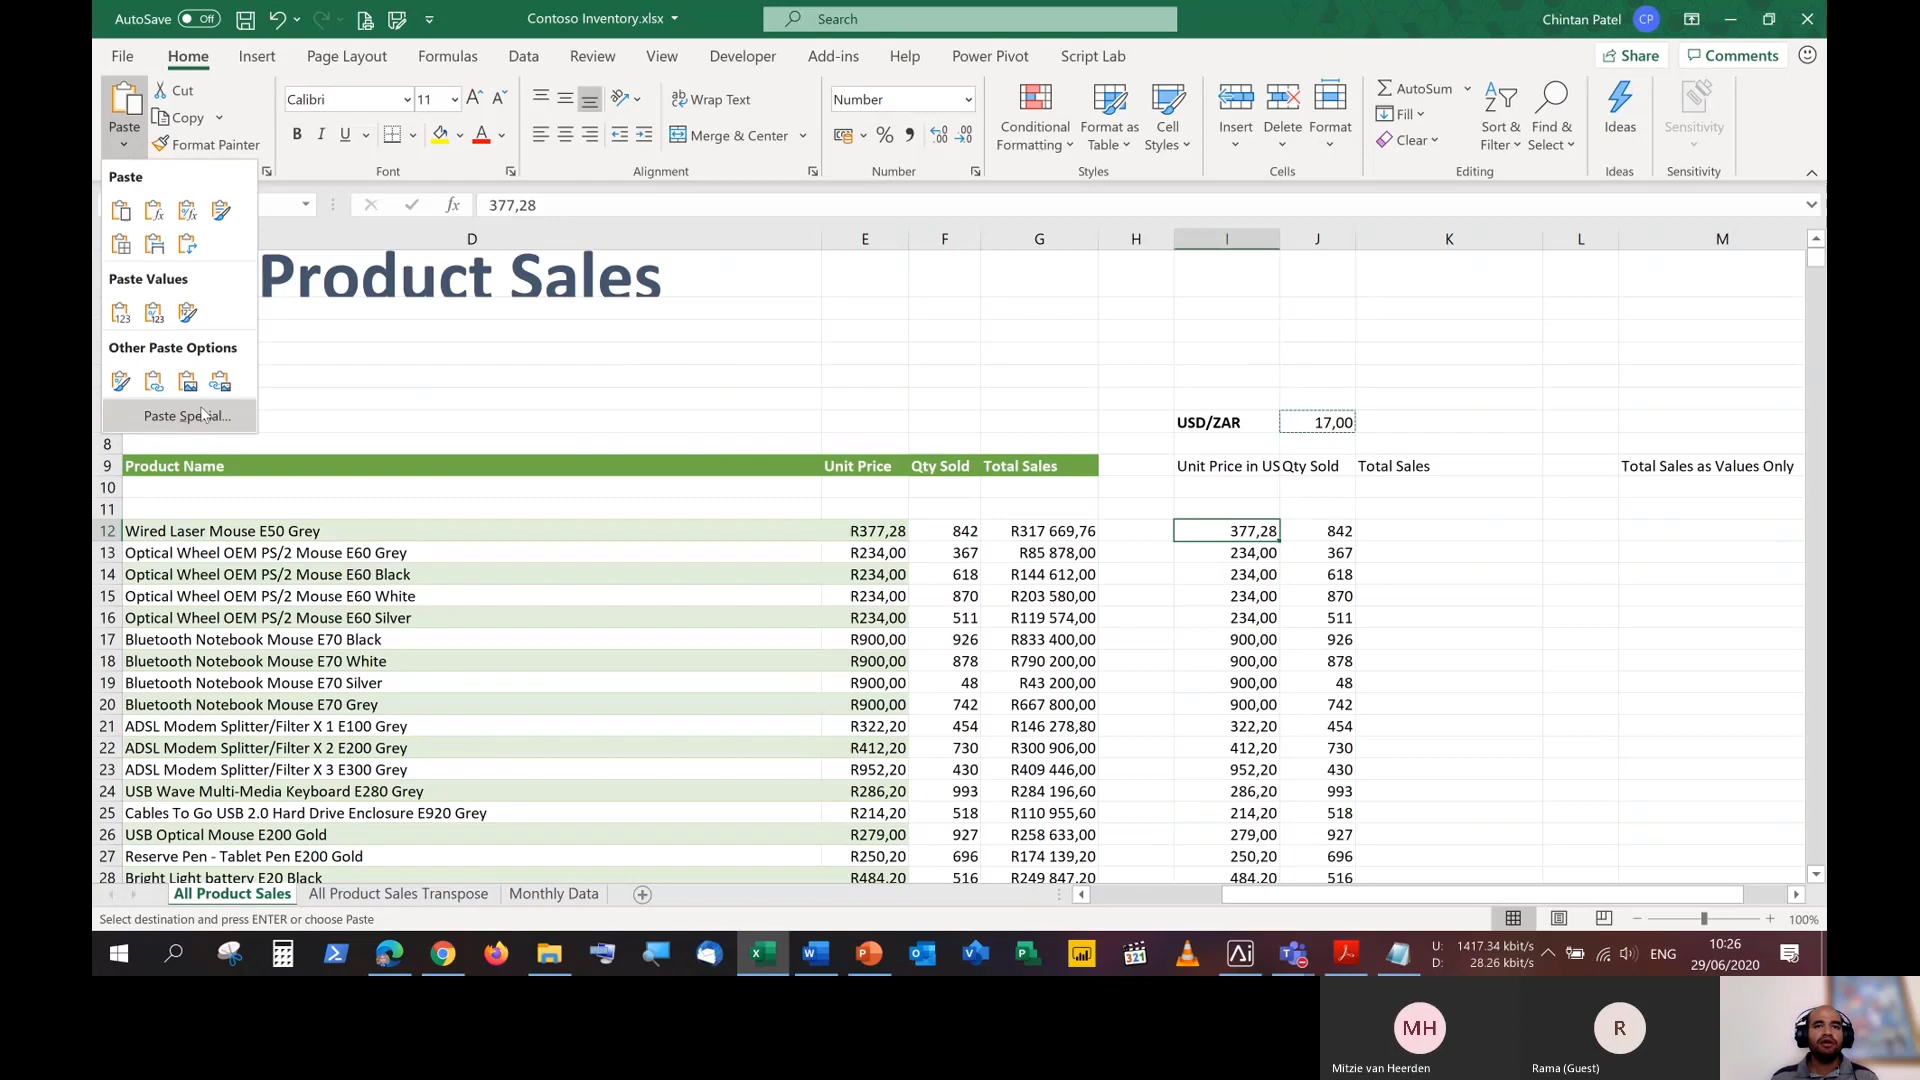 AutoSave Off
Contoso Inventory.xlsx
Search
Chintan Patel CP
File Home Insert Page Layout Formulas Data Review View Developer Add-ins Help Power Pivot Script Lab Share Comments
Paste
Cut
Copy
Format Painter
Calibri 11
B I U
Font
Wrap Text
Merge & Center
Alignment
Number
Number
Conditional Formatting
Format as Table
Cell Styles
Styles
Insert
Delete
Format
Cells
AutoSum
Fill
Clear
Sort & Filter
Find & Select
Editing
Ideas
Ideas
Sensitivity
Sensitivity
Paste
Paste Values
Other Paste Options
Paste Special...
fx 377,28
D E F G H I J K L M
Product Sales
USD/ZAR 17,00
8
9 Product Name Unit Price Qty Sold Total Sales Unit Price in US Qty Sold Total Sales Total Sales as Values Only
10
11
12 Wired Laser Mouse E50 Grey R377,28 842 R317 669,76 377,28 842
13 Optical Wheel OEM PS/2 Mouse E60 Grey R234,00 367 R85 878,00 234,00 367
14 Optical Wheel OEM PS/2 Mouse E60 Black R234,00 618 R144 612,00 234,00 618
15 Optical Wheel OEM PS/2 Mouse E60 White R234,00 870 R203 580,00 234,00 870
16 Optical Wheel OEM PS/2 Mouse E60 Silver R234,00 511 R119 574,00 234,00 511
17 Bluetooth Notebook Mouse E70 Black R900,00 926 R833 400,00 900,00 926
18 Bluetooth Notebook Mouse E70 White R900,00 878 R790 200,00 900,00 878
19 Bluetooth Notebook Mouse E70 Silver R900,00 48 R43 200,00 900,00 48
20 Bluetooth Notebook Mouse E70 Grey R900,00 742 R667 800,00 900,00 742
21 ADSL Modem Splitter/Filter X 1 E100 Grey R322,20 454 R146 278,80 322,20 454
22 ADSL Modem Splitter/Filter X 2 E200 Grey R412,20 730 R300 906,00 412,20 730
23 ADSL Modem Splitter/Filter X 3 E300 Grey R952,20 430 R409 446,00 952,20 430
24 USB Wave Multi-Media Keyboard E280 Grey R286,20 993 R284 196,60 286,20 993
25 Cables To Go USB 2.0 Hard Drive Enclosure E920 Grey R214,20 518 R110 955,60 214,20 518
26 USB Optical Mouse E200 Gold R279,00 927 R258 633,00 279,00 927
27 Reserve Pen - Tablet Pen E200 Gold R250,20 696 R174 139,20 250,20 696
28 Bright Light battery E20 Black R484,20 516 R249 847,20 484,20 516
All Product Sales All Product Sales Transpose Monthly Data
Select destination and press ENTER or choose Paste
100%
U: 1417.34 kbit/s
D: 28.26 kbit/s
ENG
10:26
29/06/2020
MH
Mitzie van Heerden
R
Rama (Guest)